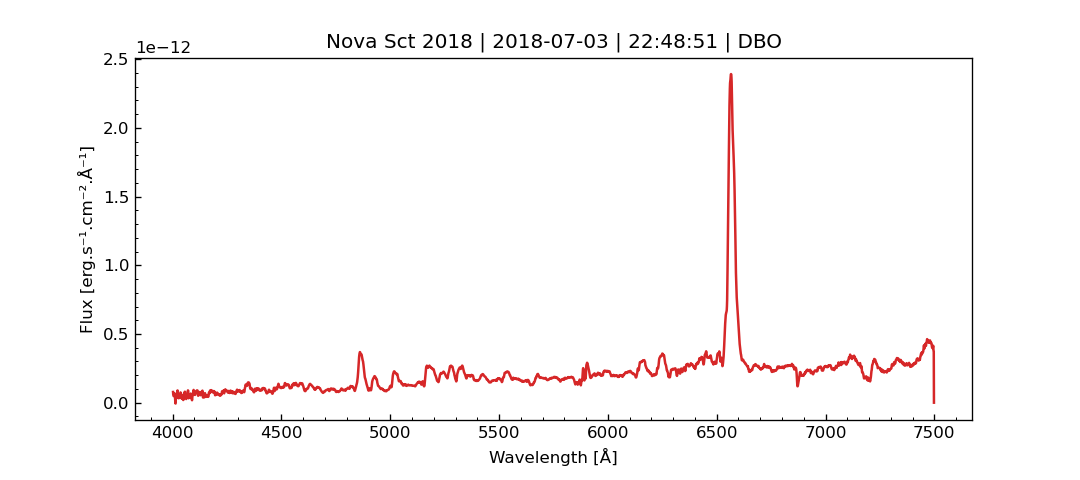 Nova Sct 2018 | 2018-07-03 | 22:48:51 | DBO
1e−12
2.5
2.0
1.5
1.0
0.5
0.0
Flux [erg.s⁻¹.cm⁻².Å⁻¹]
4000 4500 5000 5500 6000 6500 7000 7500
Wavelength [Å]